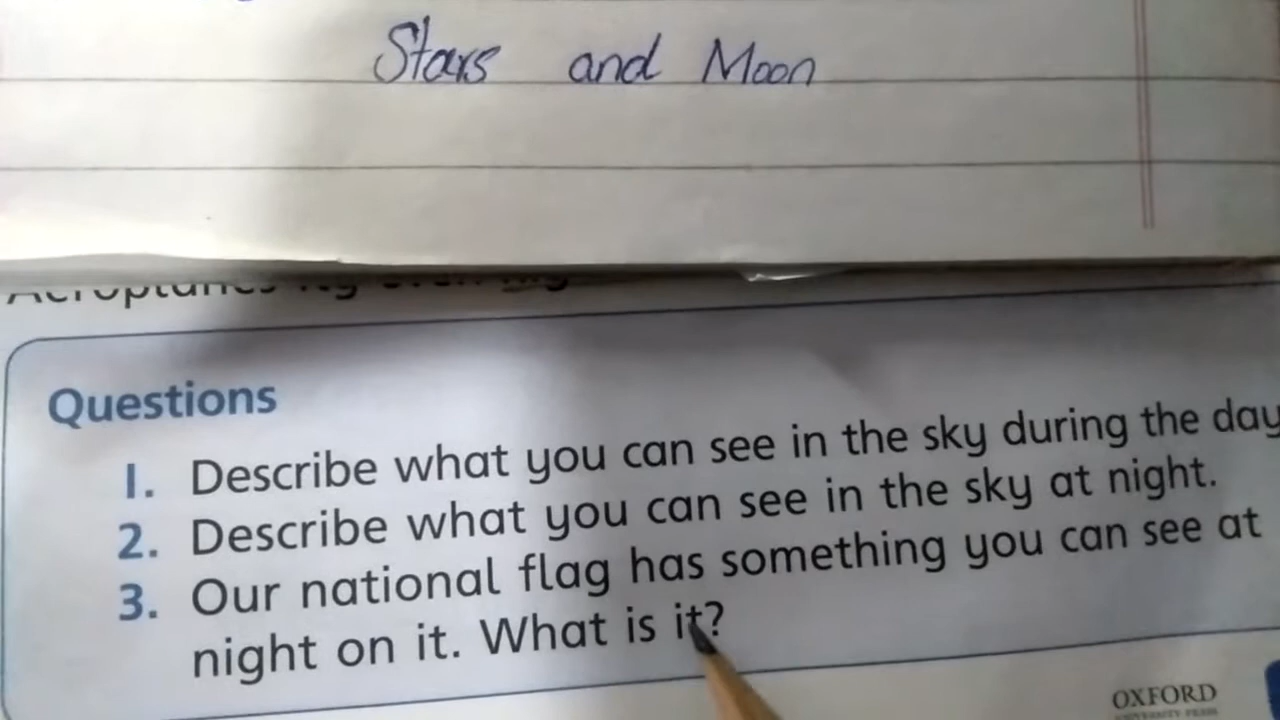 Stars and Moon
Questions
1. Describe what you can see in the sky during the day
2. Describe what you can see in the sky at night.
3. Our national flag has something you can see at
night on it. What is it?
OXFORD
UNIVERSITY PRESS